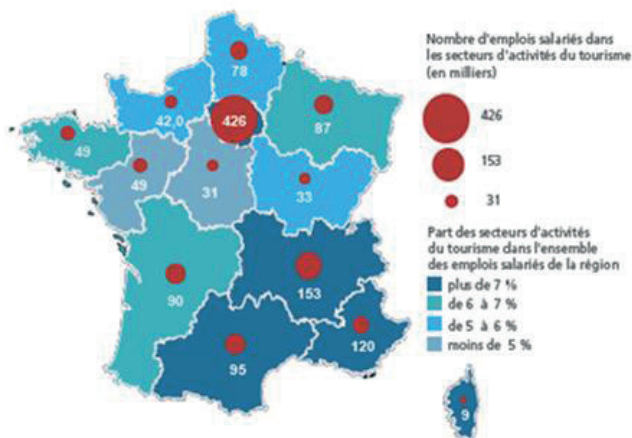 Nombre d'emplois salariés dans
les secteurs d'activités du tourisme
(en milliers)
426
153
31
Part des secteurs d'activités
du tourisme dans l'ensemble
des emplois salariés de la région
plus de 7 %
de 6 à 7 %
de 5 à 6 %
moins de 5 %
78
42,0
426
87
49
49
31
33
90
153
95
120
9